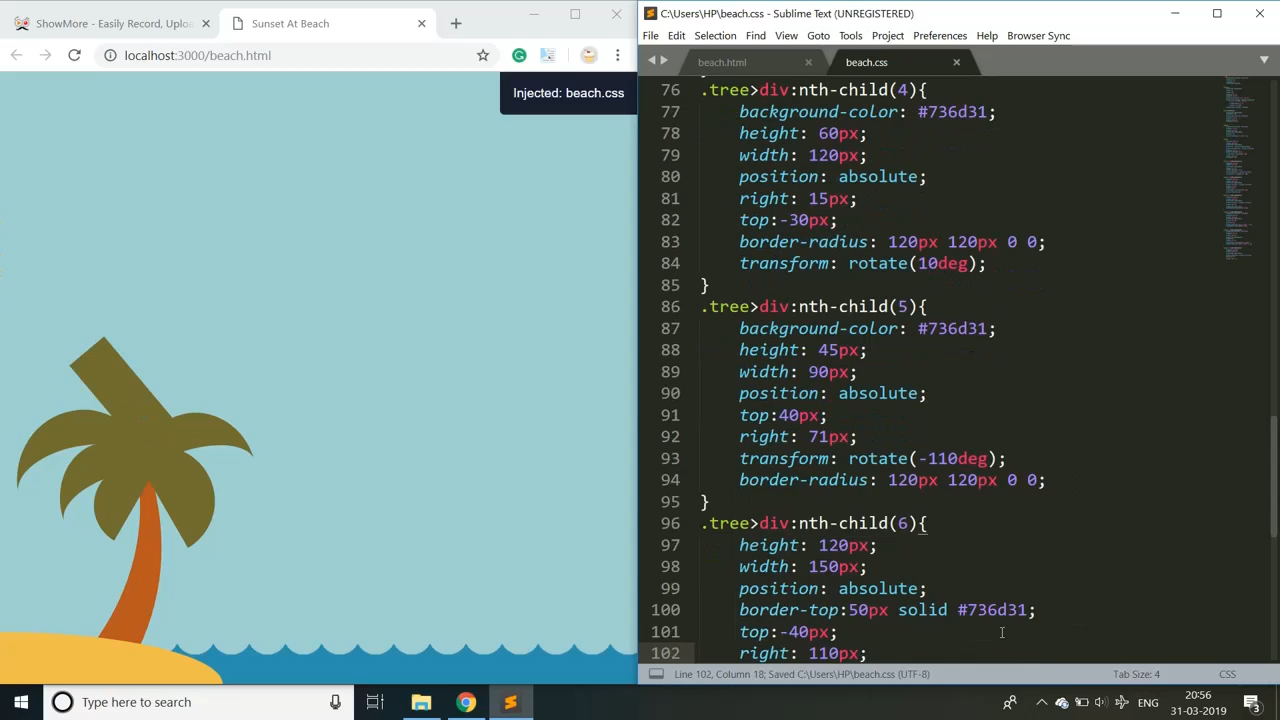 ShowMore - Easily Record, Uploa
Sunset At Beach
localhost:3000/beach.html
Injected: beach.css
C:\Users\HP\beach.css - Sublime Text (UNREGISTERED)
File Edit Selection Find View Goto Tools Project Preferences Help Browser Sync
beach.html
beach.css
76 .tree>div:nth-child(4){
77 background-color: #736d31;
78 height: 60px;
79 width: 120px;
80 position: absolute;
81 right: 15px;
82 top:-30px;
83 border-radius: 120px 120px 0 0;
84 transform: rotate(10deg);
85 }
86 .tree>div:nth-child(5){
87 background-color: #736d31;
88 height: 45px;
89 width: 90px;
90 position: absolute;
91 top:40px;
92 right: 71px;
93 transform: rotate(-110deg);
94 border-radius: 120px 120px 0 0;
95 }
96 .tree>div:nth-child(6){
97 height: 120px;
98 width: 150px;
99 position: absolute;
100 border-top:50px solid #736d31;
101 top:-40px;
102 right: 110px;
Line 102, Column 18; Saved C:\Users\HP\beach.css (UTF-8)
Tab Size: 4
CSS
Type here to search
ENG
20:56
31-03-2019
3